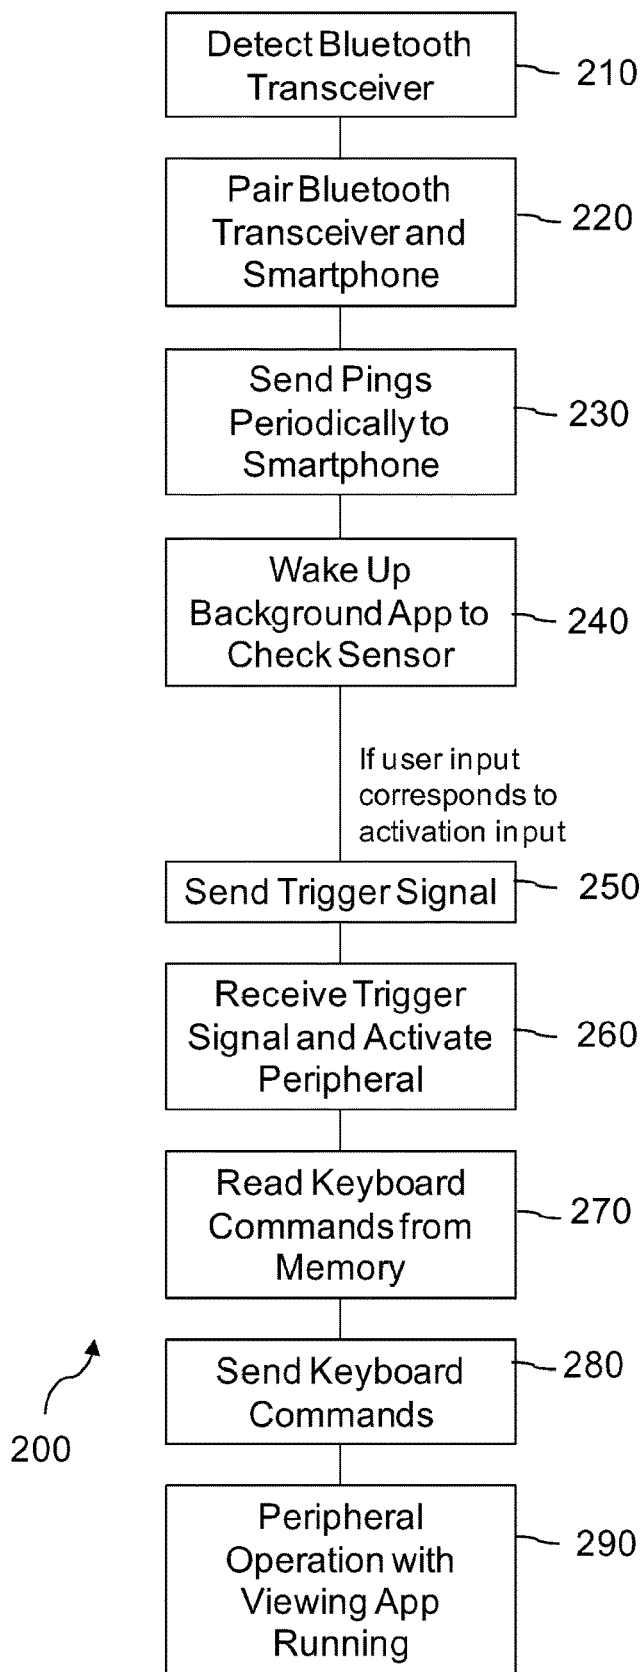 Detect Bluetooth
Transceiver
210
Pair Bluetooth
Transceiver and
Smartphone
220
Send Pings
Periodically to
Smartphone
230
Wake Up
Background App to
Check Sensor
240
If user input
corresponds to
activation input
Send Trigger Signal
250
Receive Trigger
Signal and Activate
Peripheral
260
Read Keyboard
Commands from
Memory
270
Send Keyboard
Commands
280
200
Peripheral
Operation with
Viewing App
Running
290